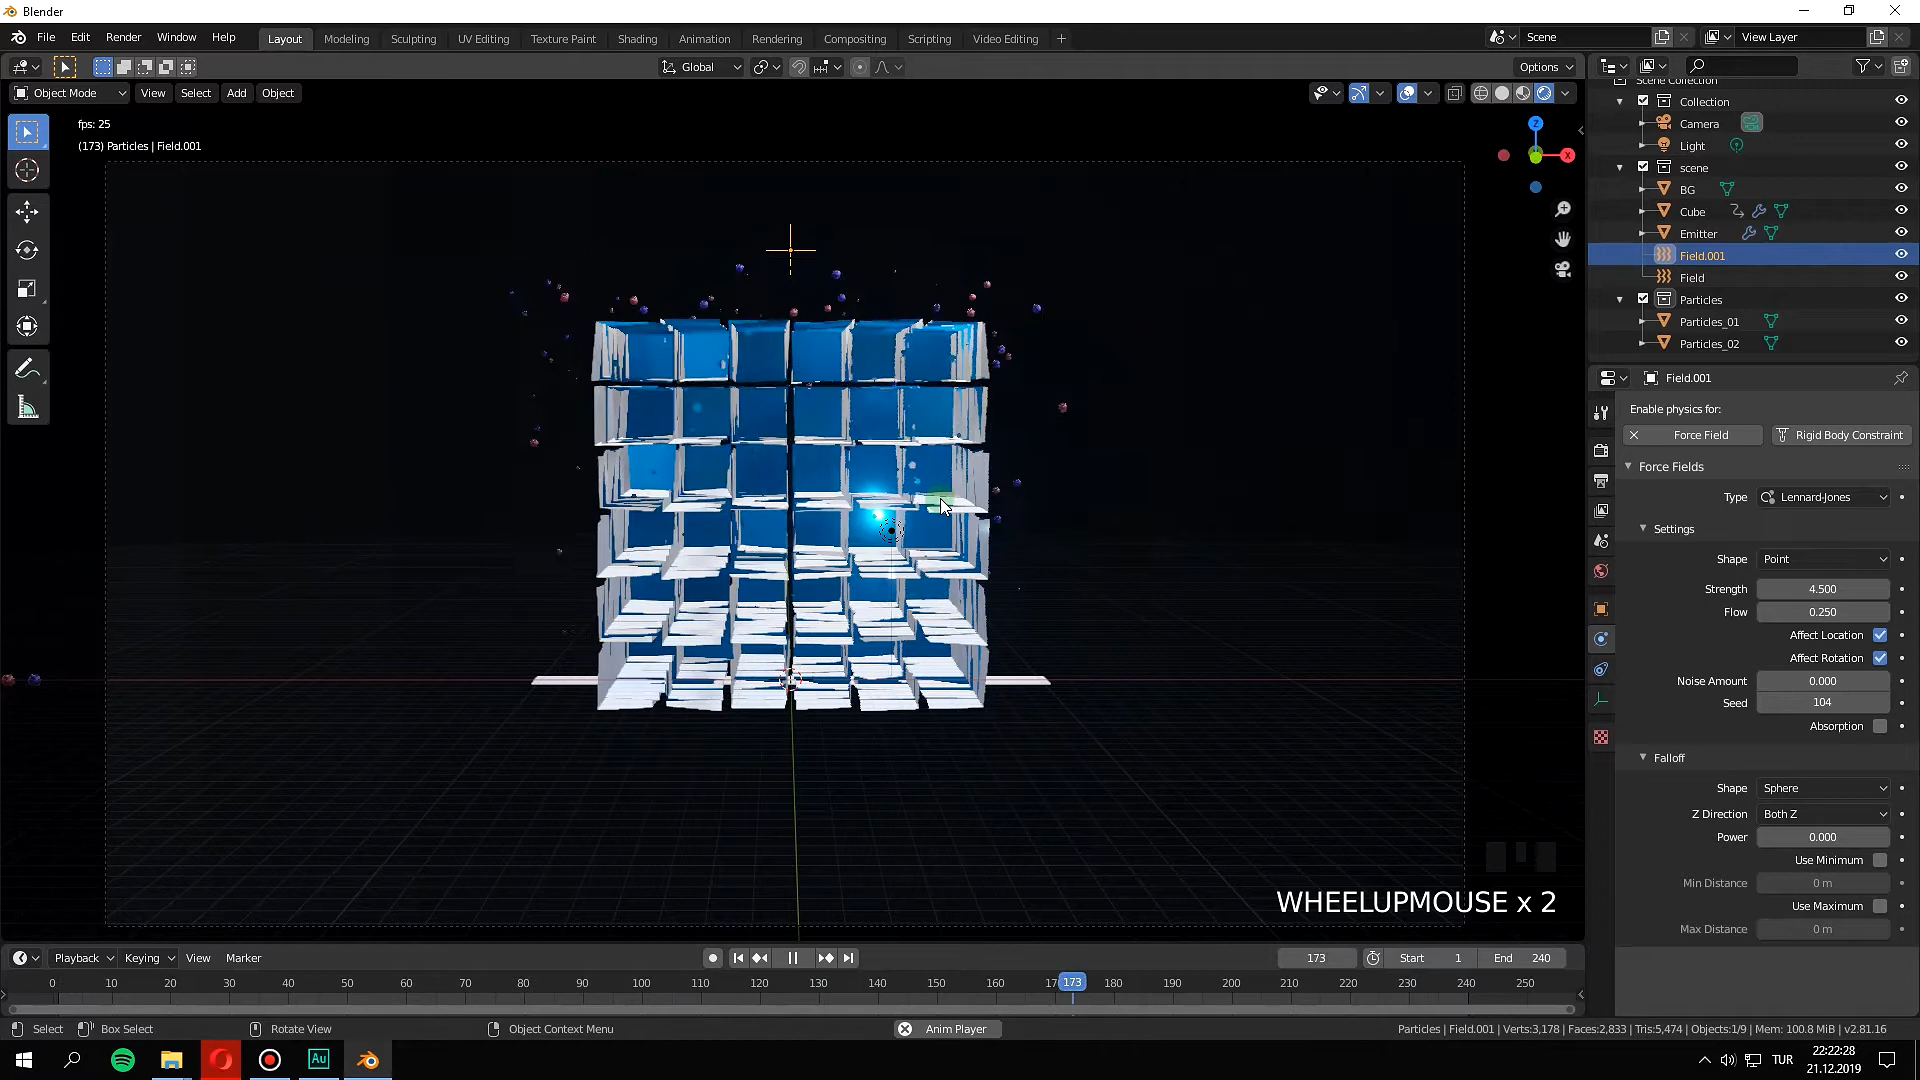 Blender
File Edit Render Window Help Layout Modeling Sculpting UV Editing Texture Paint Shading Animation Rendering Compositing Scripting Video Editing + Scene View Layer
Global Options
Object Mode View Select Add Object
fps: 25
(173) Particles | Field.001
Z
X
Scene Collection
Collection
Camera
Light
scene
BG
Cube
Emitter
Field.001
Field
Particles
Particles_01
Particles_02
Field.001
Enable physics for:
Force Field Rigid Body Constraint
Force Fields
Type Lennard-Jones
Settings
Shape Point
Strength 4.500
Flow 0.250
Affect Location
Affect Rotation
Noise Amount 0.000
Seed 104
Absorption
Falloff
Shape Sphere
Z Direction Both Z
Power 0.000
Use Minimum
Min Distance 0 m
Use Maximum
Max Distance 0 m
WHEELUPMOUSE x 2
Playback Keying View Marker 173 Start 1 End 240
0 10 20 30 40 50 60 70 80 90 100 110 120 130 140 150 160 17 173 180 190 200 210 220 230 240 250
Select Box Select Rotate View Object Context Menu Anim Player Particles | Field.001 | Verts:3,178 | Faces:2,833 | Tris:5,474 | Objects:1/9 | Mem: 100.8 MiB | v2.81.16
Au TUR 22:22:28
21.12.2019